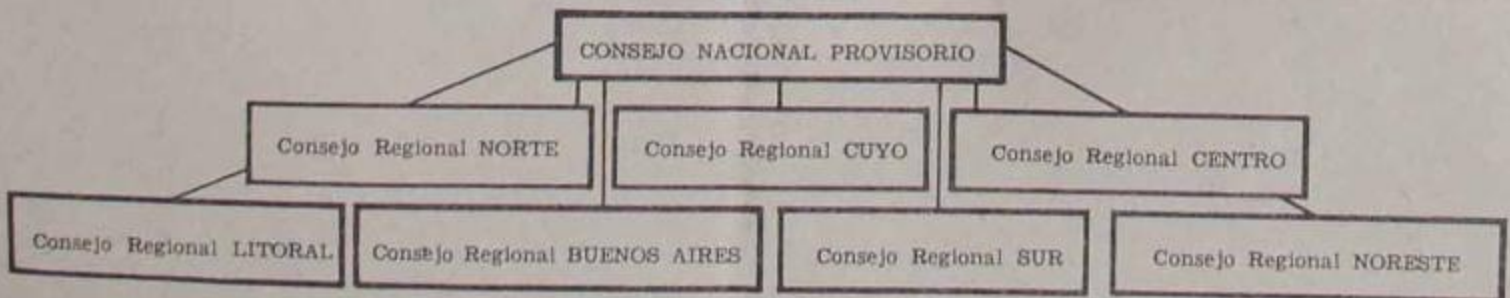 CONSEJO NACIONAL PROVISORIO
Consejo Regional NORTE
Consejo Regional CUYO
Consejo Regional CENTRO
Consejo Regional LITORAL
Consejo Regional BUENOS AIRES
Consejo Regional SUR
Consejo Regional NORESTE